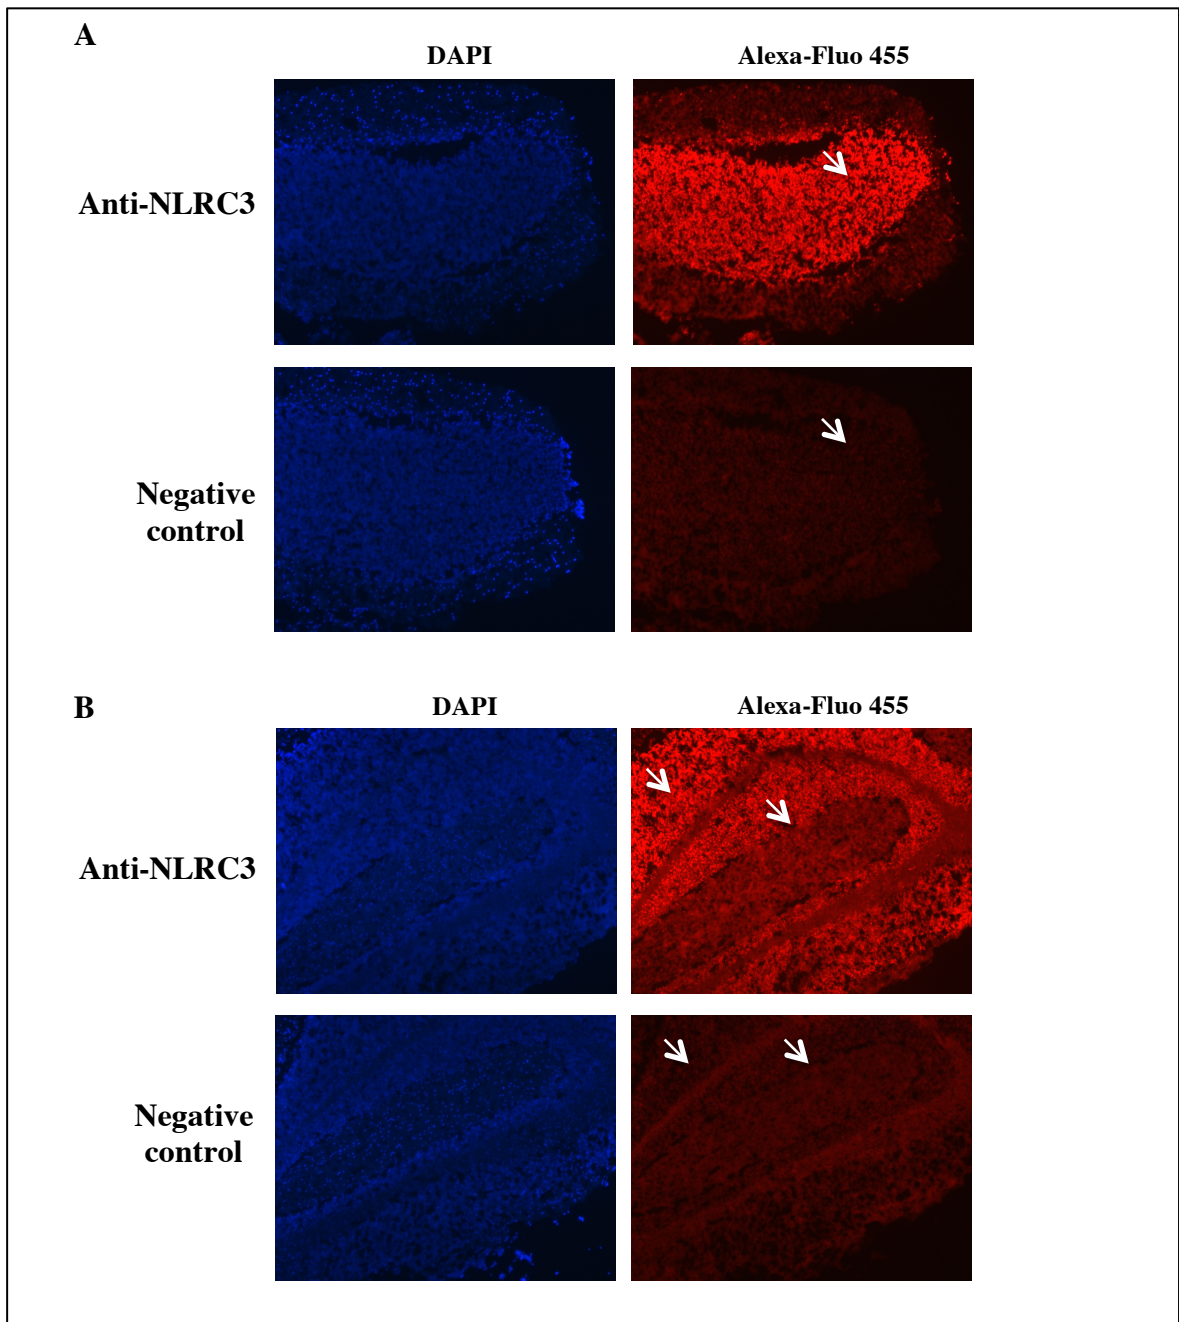 A
DAPI
Alexa-Fluo 455
Anti-NLRC3
Negative
control
B
DAPI
Alexa-Fluo 455
Anti-NLRC3
Negative
control